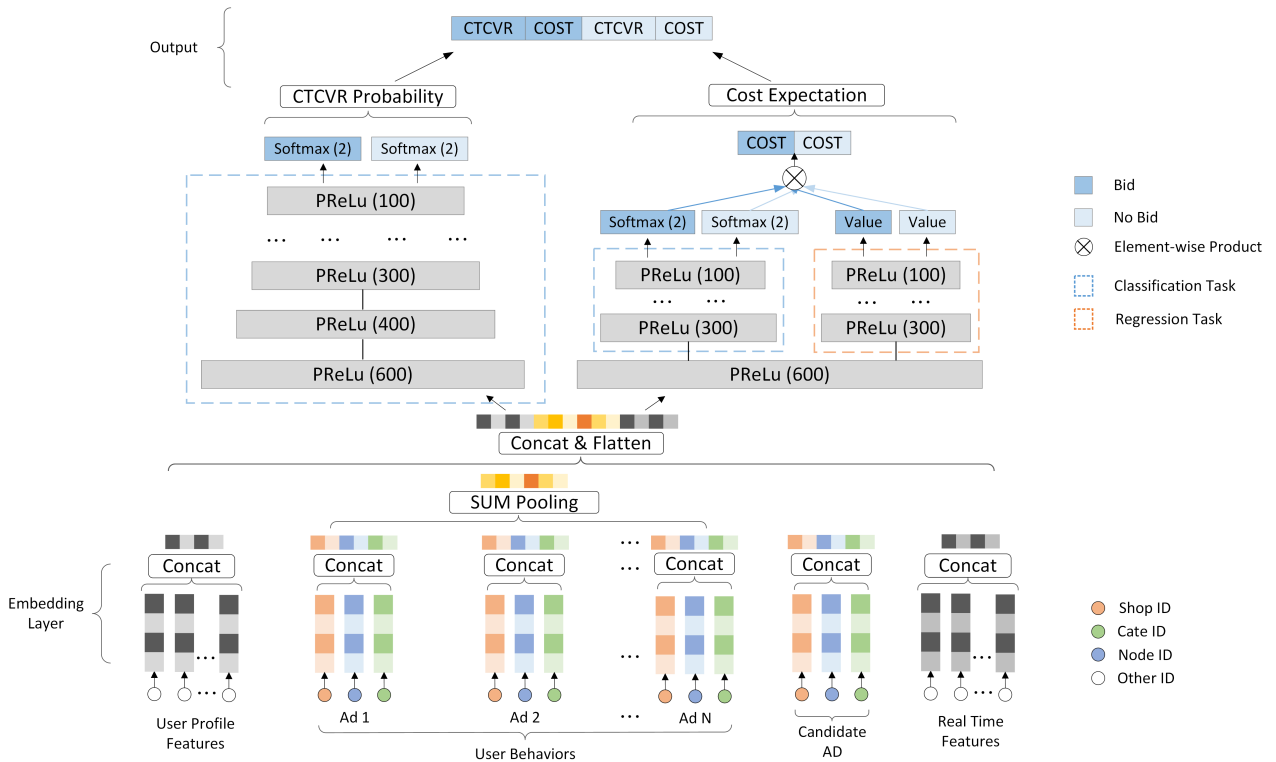 Output
CTCVR COST CTCVR COST
CTCVR Probability
Cost Expectation
Softmax (2) Softmax (2)
COST COST
PReLu (100)
... ... ... ...
PReLu (300)
PReLu (400)
PReLu (600)
Softmax (2) Softmax (2) Value Value
PReLu (100) PReLu (100)
... ... ... ...
PReLu (300) PReLu (300)
PReLu (600)
Bid
No Bid
Element-wise Product
Classification Task
Regression Task
Concat & Flatten
SUM Pooling
...
Concat Concat Concat ... Concat Concat Concat
Embedding
Layer
... ... ...
... ...
Ad 1 Ad 2 ... Ad N
User Profile
Features
User Behaviors
Candidate
AD
Real Time
Features
Shop ID
Cate ID
Node ID
Other ID